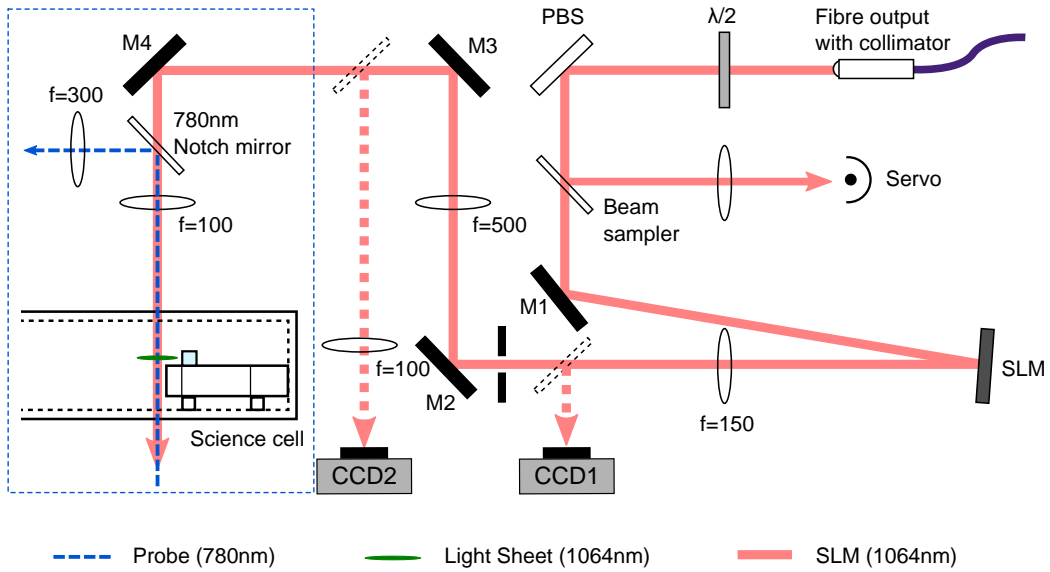 PBS
λ/2
Fibre output
with collimator
M4
M3
f=300
780nm
Notch mirror
f=100
f=500
Beam
sampler
Servo
M1
f=100
M2
SLM
f=150
Science cell
CCD2
CCD1
Probe (780nm)
Light Sheet (1064nm)
SLM (1064nm)